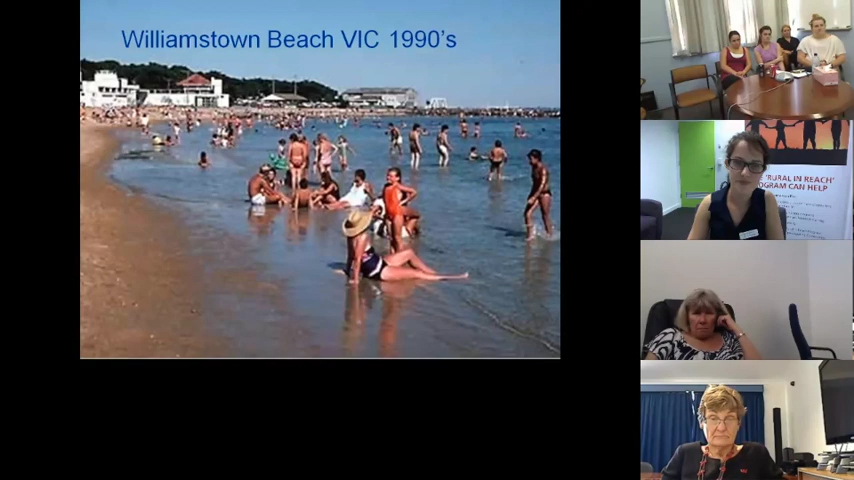 Williamstown Beach VIC 1990's
'RURAL IN REACH'
PROGRAM CAN HELP